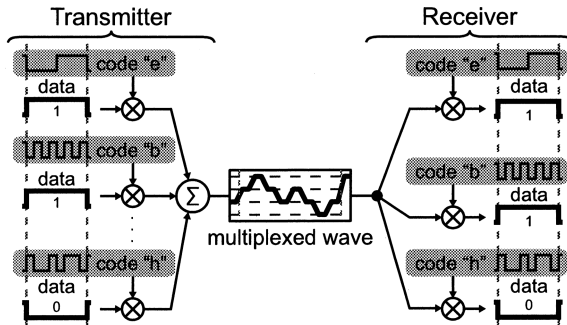 Transmitter
code “e”
data
1
code “b”
data
1
code “h”
data
0
Σ
multiplexed wave
Receiver
code “e”
data
1
code “b”
data
1
code “h”
data
0